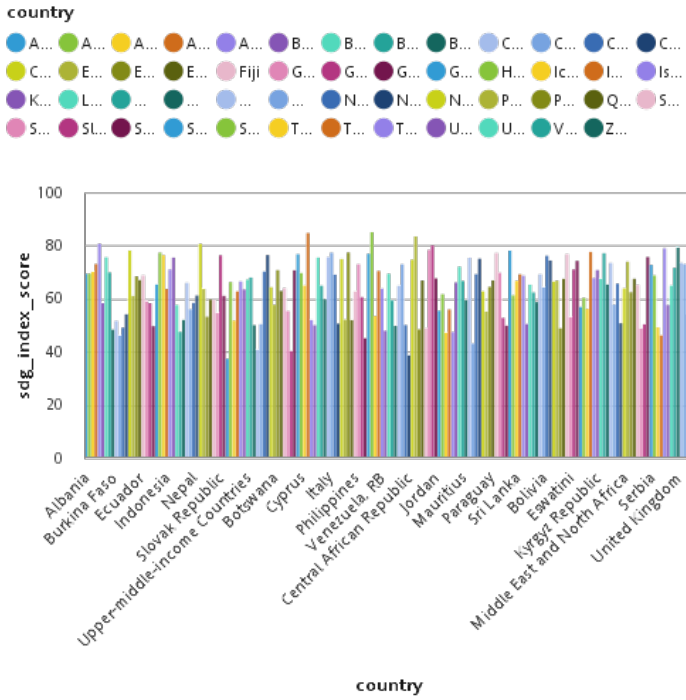 country
A... A... A... A... A... B... B... B... B... C... C... C... C...
C... E... E... E... Fiji G... G... G... G... H... Ic... I... Is...
K... L... ... ... ... ... N... N... N... P... P... Q... S...
S... Sl... S... S... S... T... T... T... U... U... V... Z...
100
80
60
40
20
0
sdg_index_score
Albania
Burkina Faso
Ecuador
Indonesia
Nepal
Slovak Republic
Upper-middle-income Countries
Botswana
Cyprus
Italy
Philippines
Venezuela, RB
Central African Republic
Jordan
Mauritius
Paraguay
Sri Lanka
Bolivia
Eswatini
Kyrgyz Republic
Middle East and North Africa
Serbia
United Kingdom
country